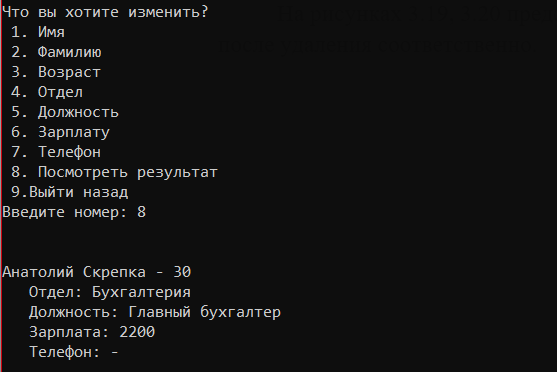 Что вы хотите изменить?
1. Имя
2. Фамилию
3. Возраст
4. Отдел
5. Должность
6. Зарплату
7. Телефон
8. Посмотреть результат
9.Выйти назад
Введите номер: 8
Анатолий Скрепка - 30
Отдел: Бухгалтерия
Должность: Главный бухгалтер
Зарплата: 2200
Телефон: -